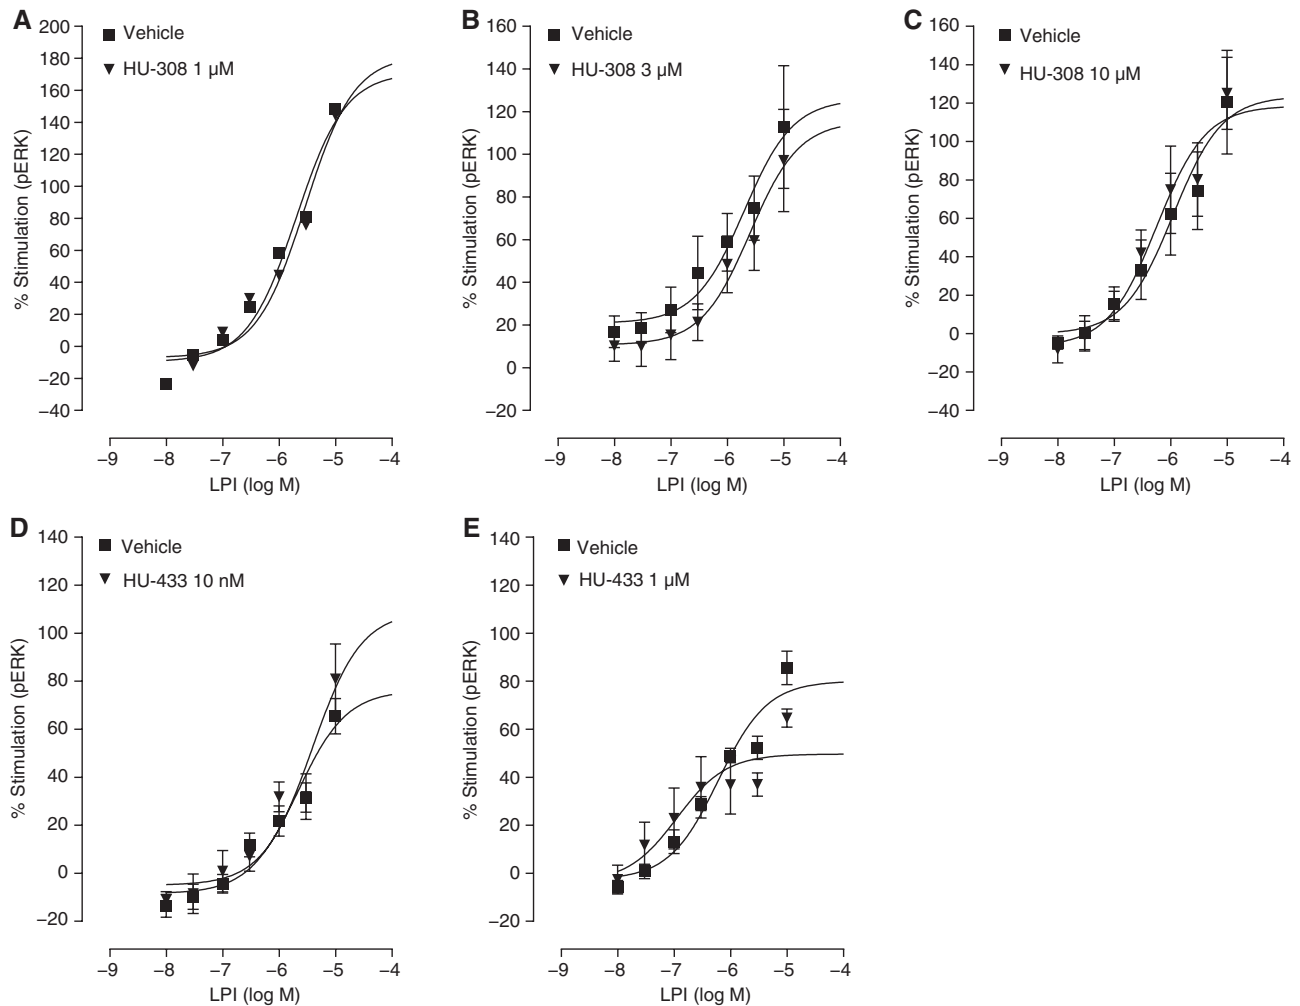 A
200
180
160
140
120
100
80
60
40
20
0
−20
−40
% Stimulation (pERK)
Vehicle
HU-308 1 µM
−9 −8 −7 −6 −5 −4
LPI (log M)
B
160
140
120
100
80
60
40
20
0
−20
% Stimulation (pERK)
Vehicle
HU-308 3 µM
−9 −8 −7 −6 −5 −4
LPI (log M)
C
160
140
120
100
80
60
40
20
0
−20
−40
% Stimulation (pERK)
Vehicle
HU-308 10 µM
−9 −8 −7 −6 −5 −4
LPI (log M)
D
140
120
100
80
60
40
20
0
−20
% Stimulation (pERK)
Vehicle
HU-433 10 nM
−9 −8 −7 −6 −5 −4
LPI (log M)
E
140
120
100
80
60
40
20
0
−20
% Stimulation (pERK)
Vehicle
HU-433 1 µM
−9 −8 −7 −6 −5 −4
LPI (log M)